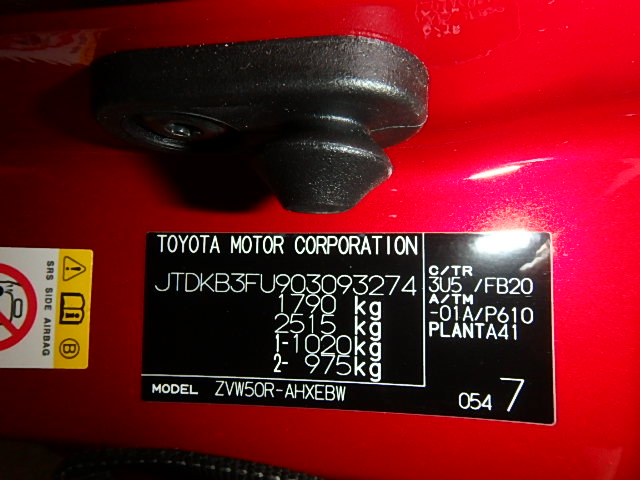 TOYOTA MOTOR CORPORATION
JTDKB3FU903093274
1790 kg
2515 kg
1-1020kg
2- 975kg
C/TR
3U5 /FB20
A/TM
-01A/P610
PLANTA41
MODEL ZVW50R-AHXEBW
054 7
SRS SIDE AIRBAG
B